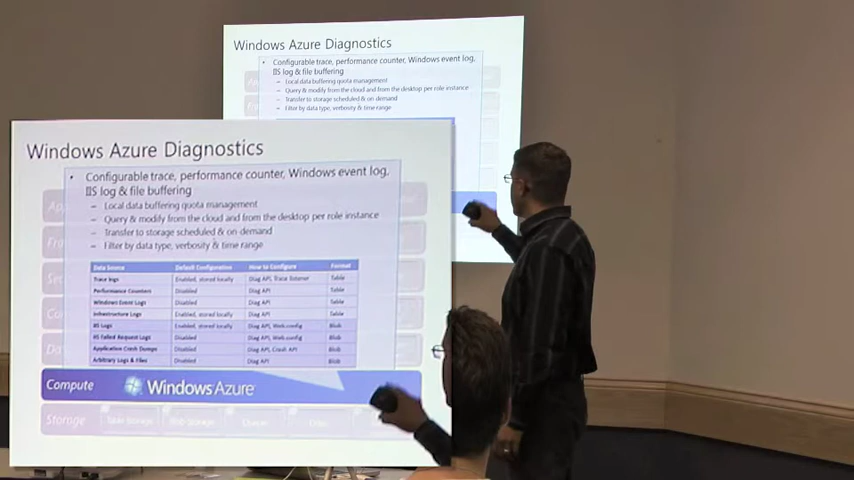 Windows Azure Diagnostics
• Configurable trace, performance counter, Windows event log,
IIS log & file buffering
– Local data buffering quota management
– Query & modify from the cloud and from the desktop per role instance
– Transfer to storage scheduled & on-demand
– Filter by data type, verbosity & time range
Windows Azure Diagnostics
• Configurable trace, performance counter, Windows event log,
IIS log & file buffering
– Local data buffering quota management
– Query & modify from the cloud and from the desktop per role instance
– Transfer to storage scheduled & on-demand
– Filter by data type, verbosity & time range
Data Source Default Configuration How to Configure Format
Trace logs Enabled, stored locally Diag API, Trace listener Table
Performance Counters Disabled Diag API Table
Windows Event Logs Disabled Diag API Table
Infrastructure Logs Enabled, stored locally Diag API Table
IIS Logs Enabled, stored locally Diag API, Web.config Blob
IIS Failed Request Logs Disabled Diag API, Web.config Blob
Application Crash Dumps Disabled Diag API, Crash API Blob
Arbitrary Logs & Files Disabled Diag API Blob
Compute Windows Azure
Storage Table Storage Blob Storage Queues